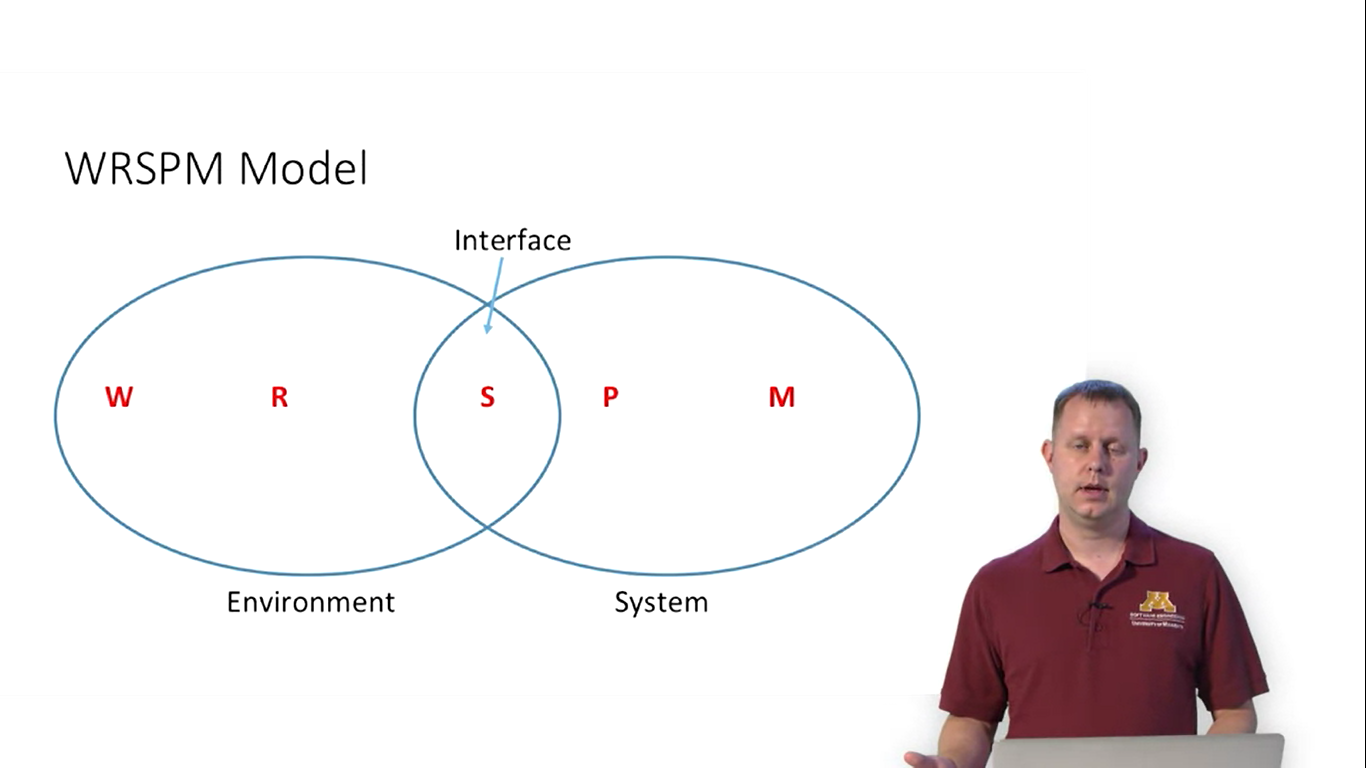 WRSPM Model
Interface
W R S P M
Environment System